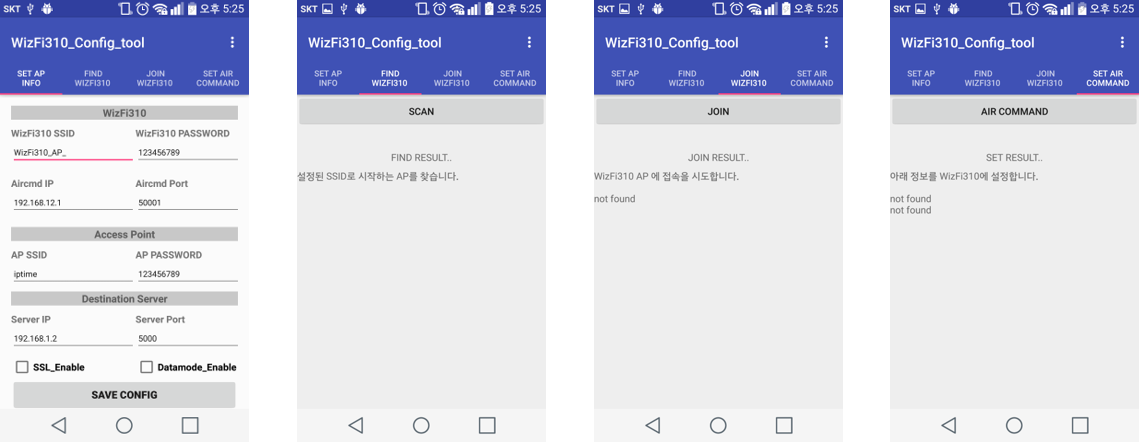 SKT 오후 5:25
WizFi310_Config_tool
SET AP INFO
FIND WIZFI310
JOIN WIZFI310
SET AIR COMMAND
WizFi310
WizFi310 SSID WizFi310 PASSWORD
WizFi310_AP_ 123456789
Aircmd IP Aircmd Port
192.168.12.1 50001
Access Point
AP SSID AP PASSWORD
iptime 123456789
Destination Server
Server IP Server Port
192.168.1.2 5000
SSL_Enable Datamode_Enable
SAVE CONFIG
SKT 오후 5:25
WizFi310_Config_tool
SET AP INFO
FIND WIZFI310
JOIN WIZFI310
SET AIR COMMAND
SCAN
FIND RESULT..
설정된 SSID로 시작하는 AP를 찾습니다.
SKT 오후 5:25
WizFi310_Config_tool
SET AP INFO
FIND WIZFI310
JOIN WIZFI310
SET AIR COMMAND
JOIN
JOIN RESULT..
WizFi310 AP 에 접속을 시도합니다.
not found
SKT 오후 5:25
WizFi310_Config_tool
SET AP INFO
FIND WIZFI310
JOIN WIZFI310
SET AIR COMMAND
AIR COMMAND
SET RESULT..
아래 정보를 WizFi310에 설정합니다.
not found
not found